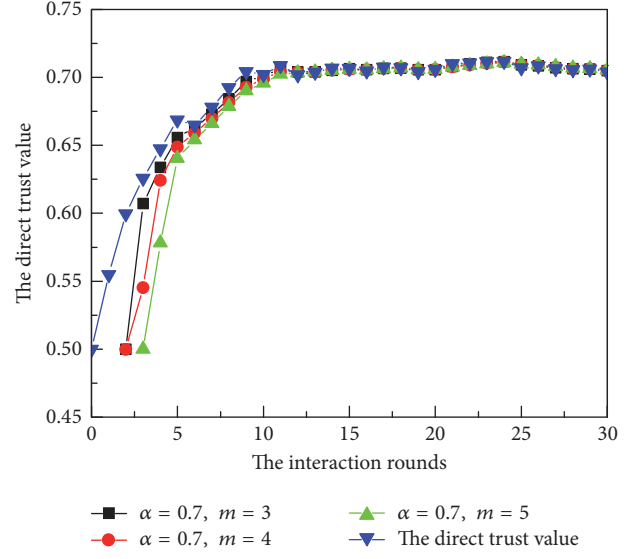 0.75
0.70
0.65
0.60
0.55
0.50
0.45
The direct trust value
0 5 10 15 20 25 30
The interaction rounds
α = 0.7, m = 3
α = 0.7, m = 5
α = 0.7, m = 4
The direct trust value